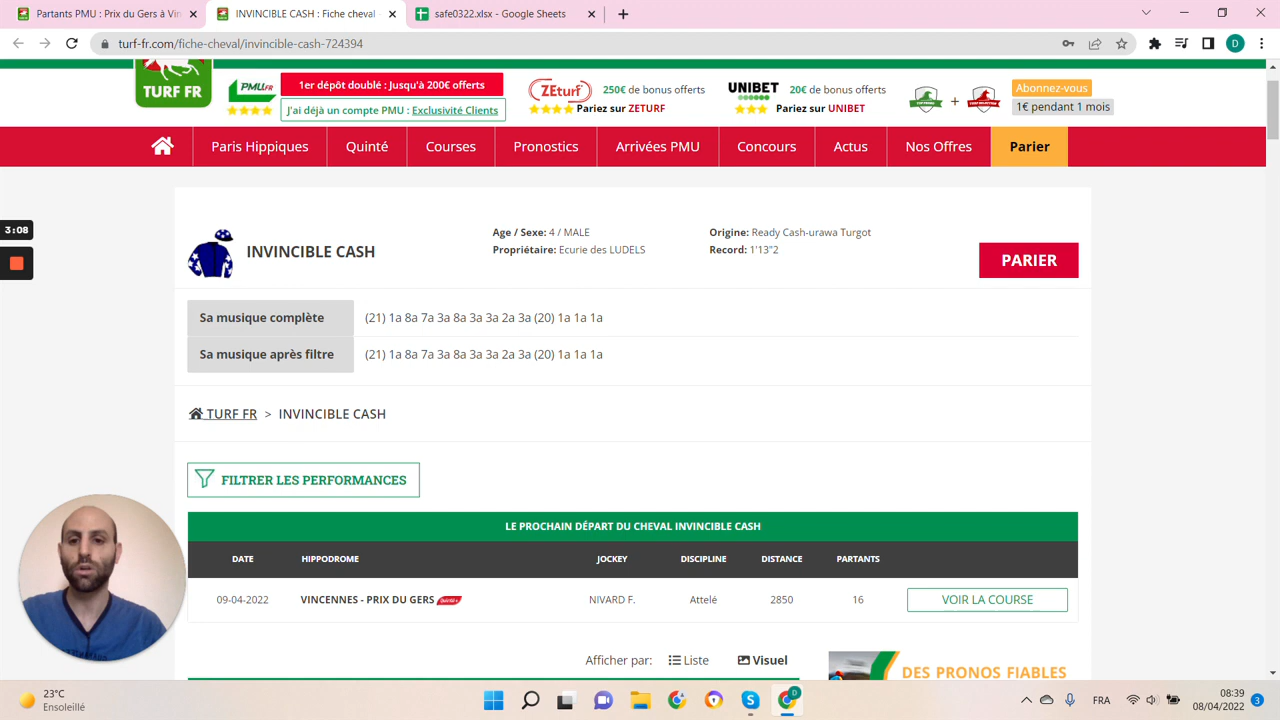 Partants PMU : Prix du Gers à Vin
INVINCIBLE CASH : Fiche cheval
safe0322.xlsx - Google Sheets
turf-fr.com/fiche-cheval/invincible-cash-724394
D
TURF FR
PMU.FR
1er dépôt doublé : Jusqu'à 200€ offerts
J'ai déjà un compte PMU : Exclusivité Clients
ZEturf
250€ de bonus offerts
Pariez sur ZETURF
UNIBET
20€ de bonus offerts
Pariez sur UNIBET
+
Abonnez-vous
1€ pendant 1 mois
Paris Hippiques
Quinté
Courses
Pronostics
Arrivées PMU
Concours
Actus
Nos Offres
Parier
3:08
INVINCIBLE CASH
Age / Sexe: 4 / MALE
Propriétaire: Ecurie des LUDELS
Origine: Ready Cash-urawa Turgot
Record: 1'13"2
PARIER
Sa musique complète
(21) 1a 8a 7a 3a 8a 3a 3a 2a 3a (20) 1a 1a 1a
Sa musique après filtre
(21) 1a 8a 7a 3a 8a 3a 3a 2a 3a (20) 1a 1a 1a
TURF FR > INVINCIBLE CASH
FILTRER LES PERFORMANCES
LE PROCHAIN DÉPART DU CHEVAL INVINCIBLE CASH
DATE HIPPODROME JOCKEY DISCIPLINE DISTANCE PARTANTS
09-04-2022 VINCENNES - PRIX DU GERS NIVARD F. Attelé 2850 16 VOIR LA COURSE
Afficher par: Liste Visuel
DES PRONOS FIABLES
23°C
Ensoleillé
FRA
08:39
08/04/2022
3